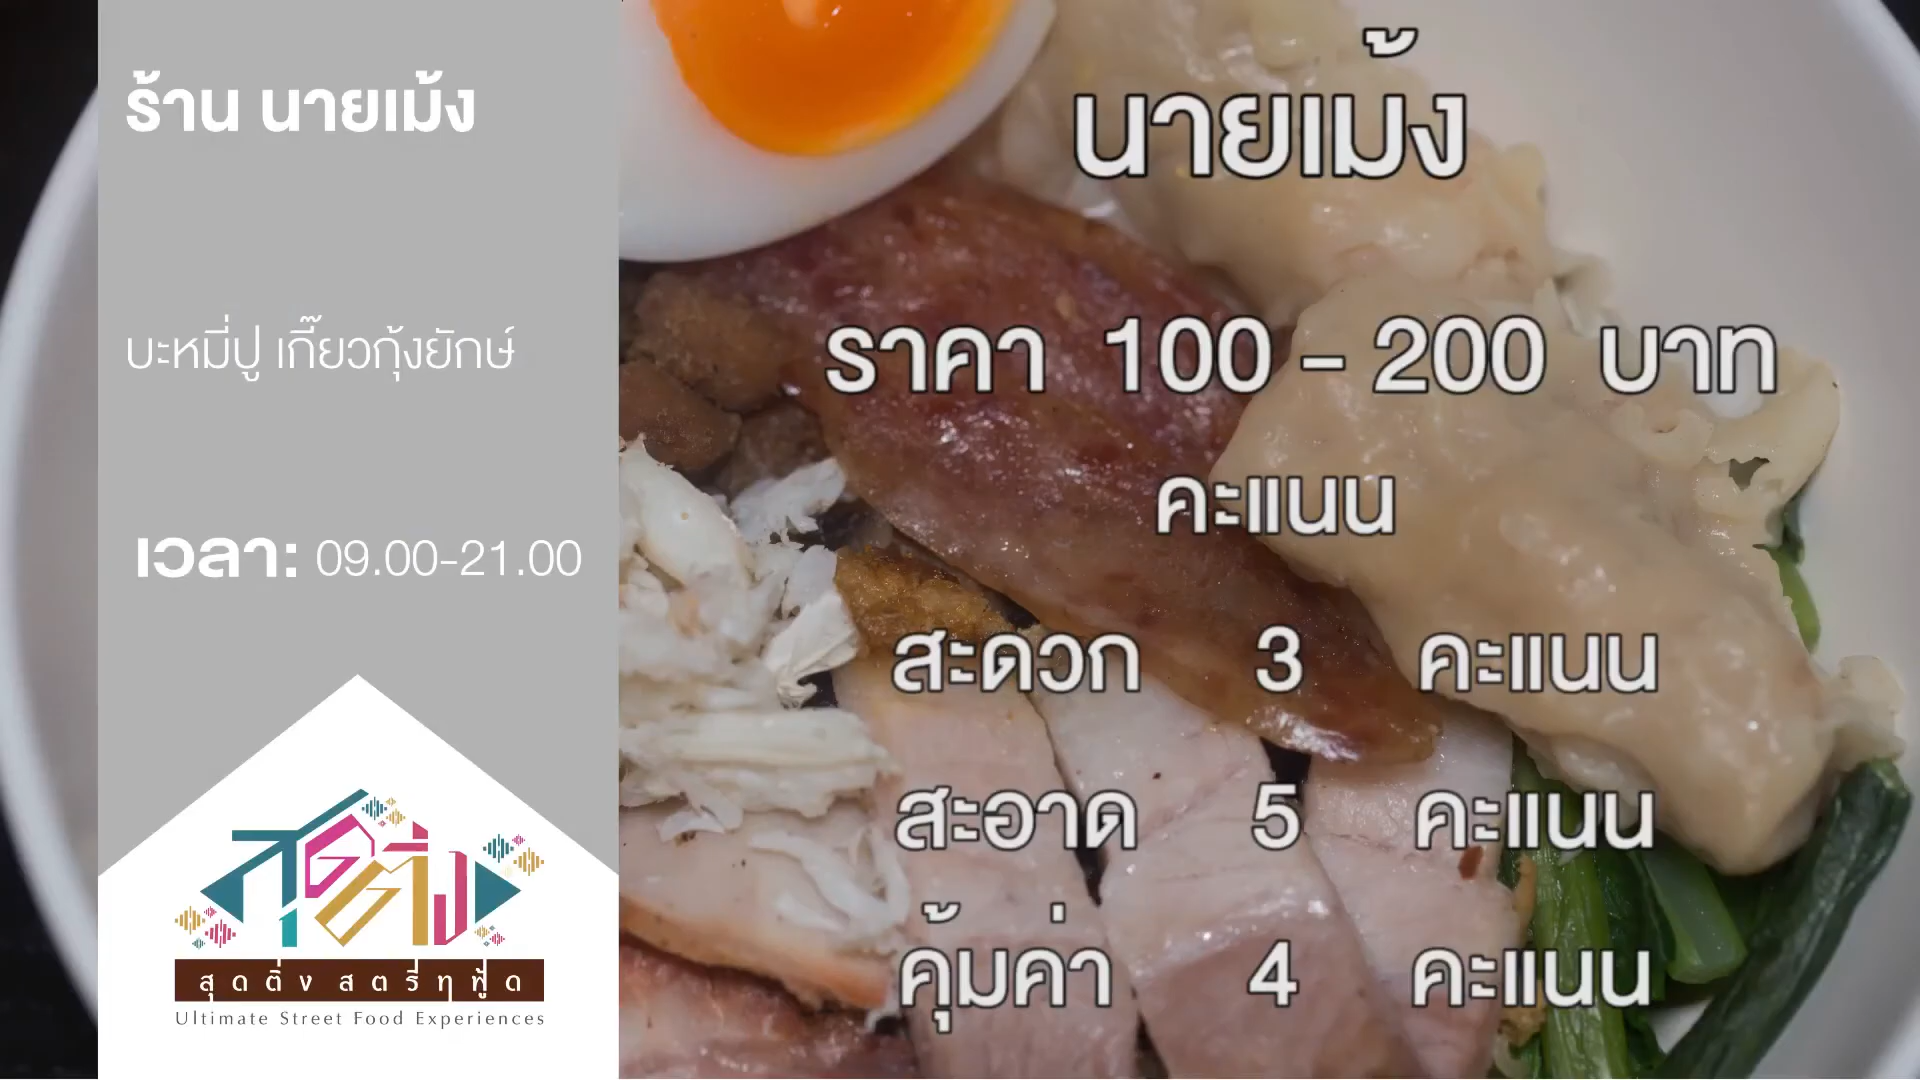 ร้าน นายเม้ง
บะหมี่ปู เกี๊ยวกุ้งยักษ์
เวลา: 09.00-21.00
สุดติ่ง
สุดติ่งสตรีทฟู้ด
Ultimate Street Food Experiences
นายเม้ง
ราคา 100 - 200 บาท
คะแนน
สะดวก 3 คะแนน
สะอาด 5 คะแนน
คุ้มค่า 4 คะแนน